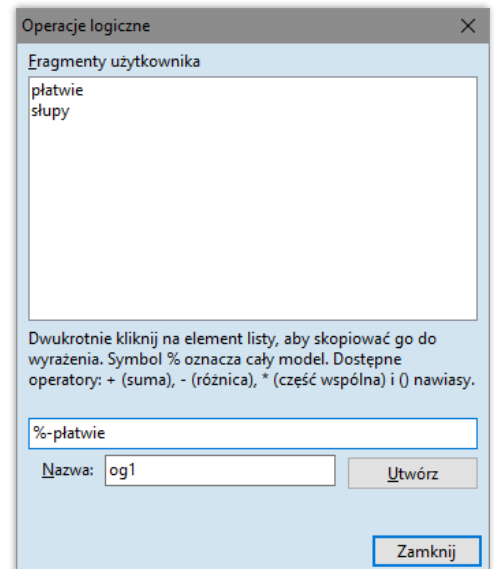 Operacje logiczne
Fragmenty użytkownika
płatwie
słupy
Dwukrotnie kliknij na element listy, aby skopiować go do
wyrażenia. Symbol % oznacza cały model. Dostępne
operatory: + (suma), - (różnica), * (część wspólna) i () nawiasy.
%-płatwie
Nazwa: og1 Utwórz
Zamknij